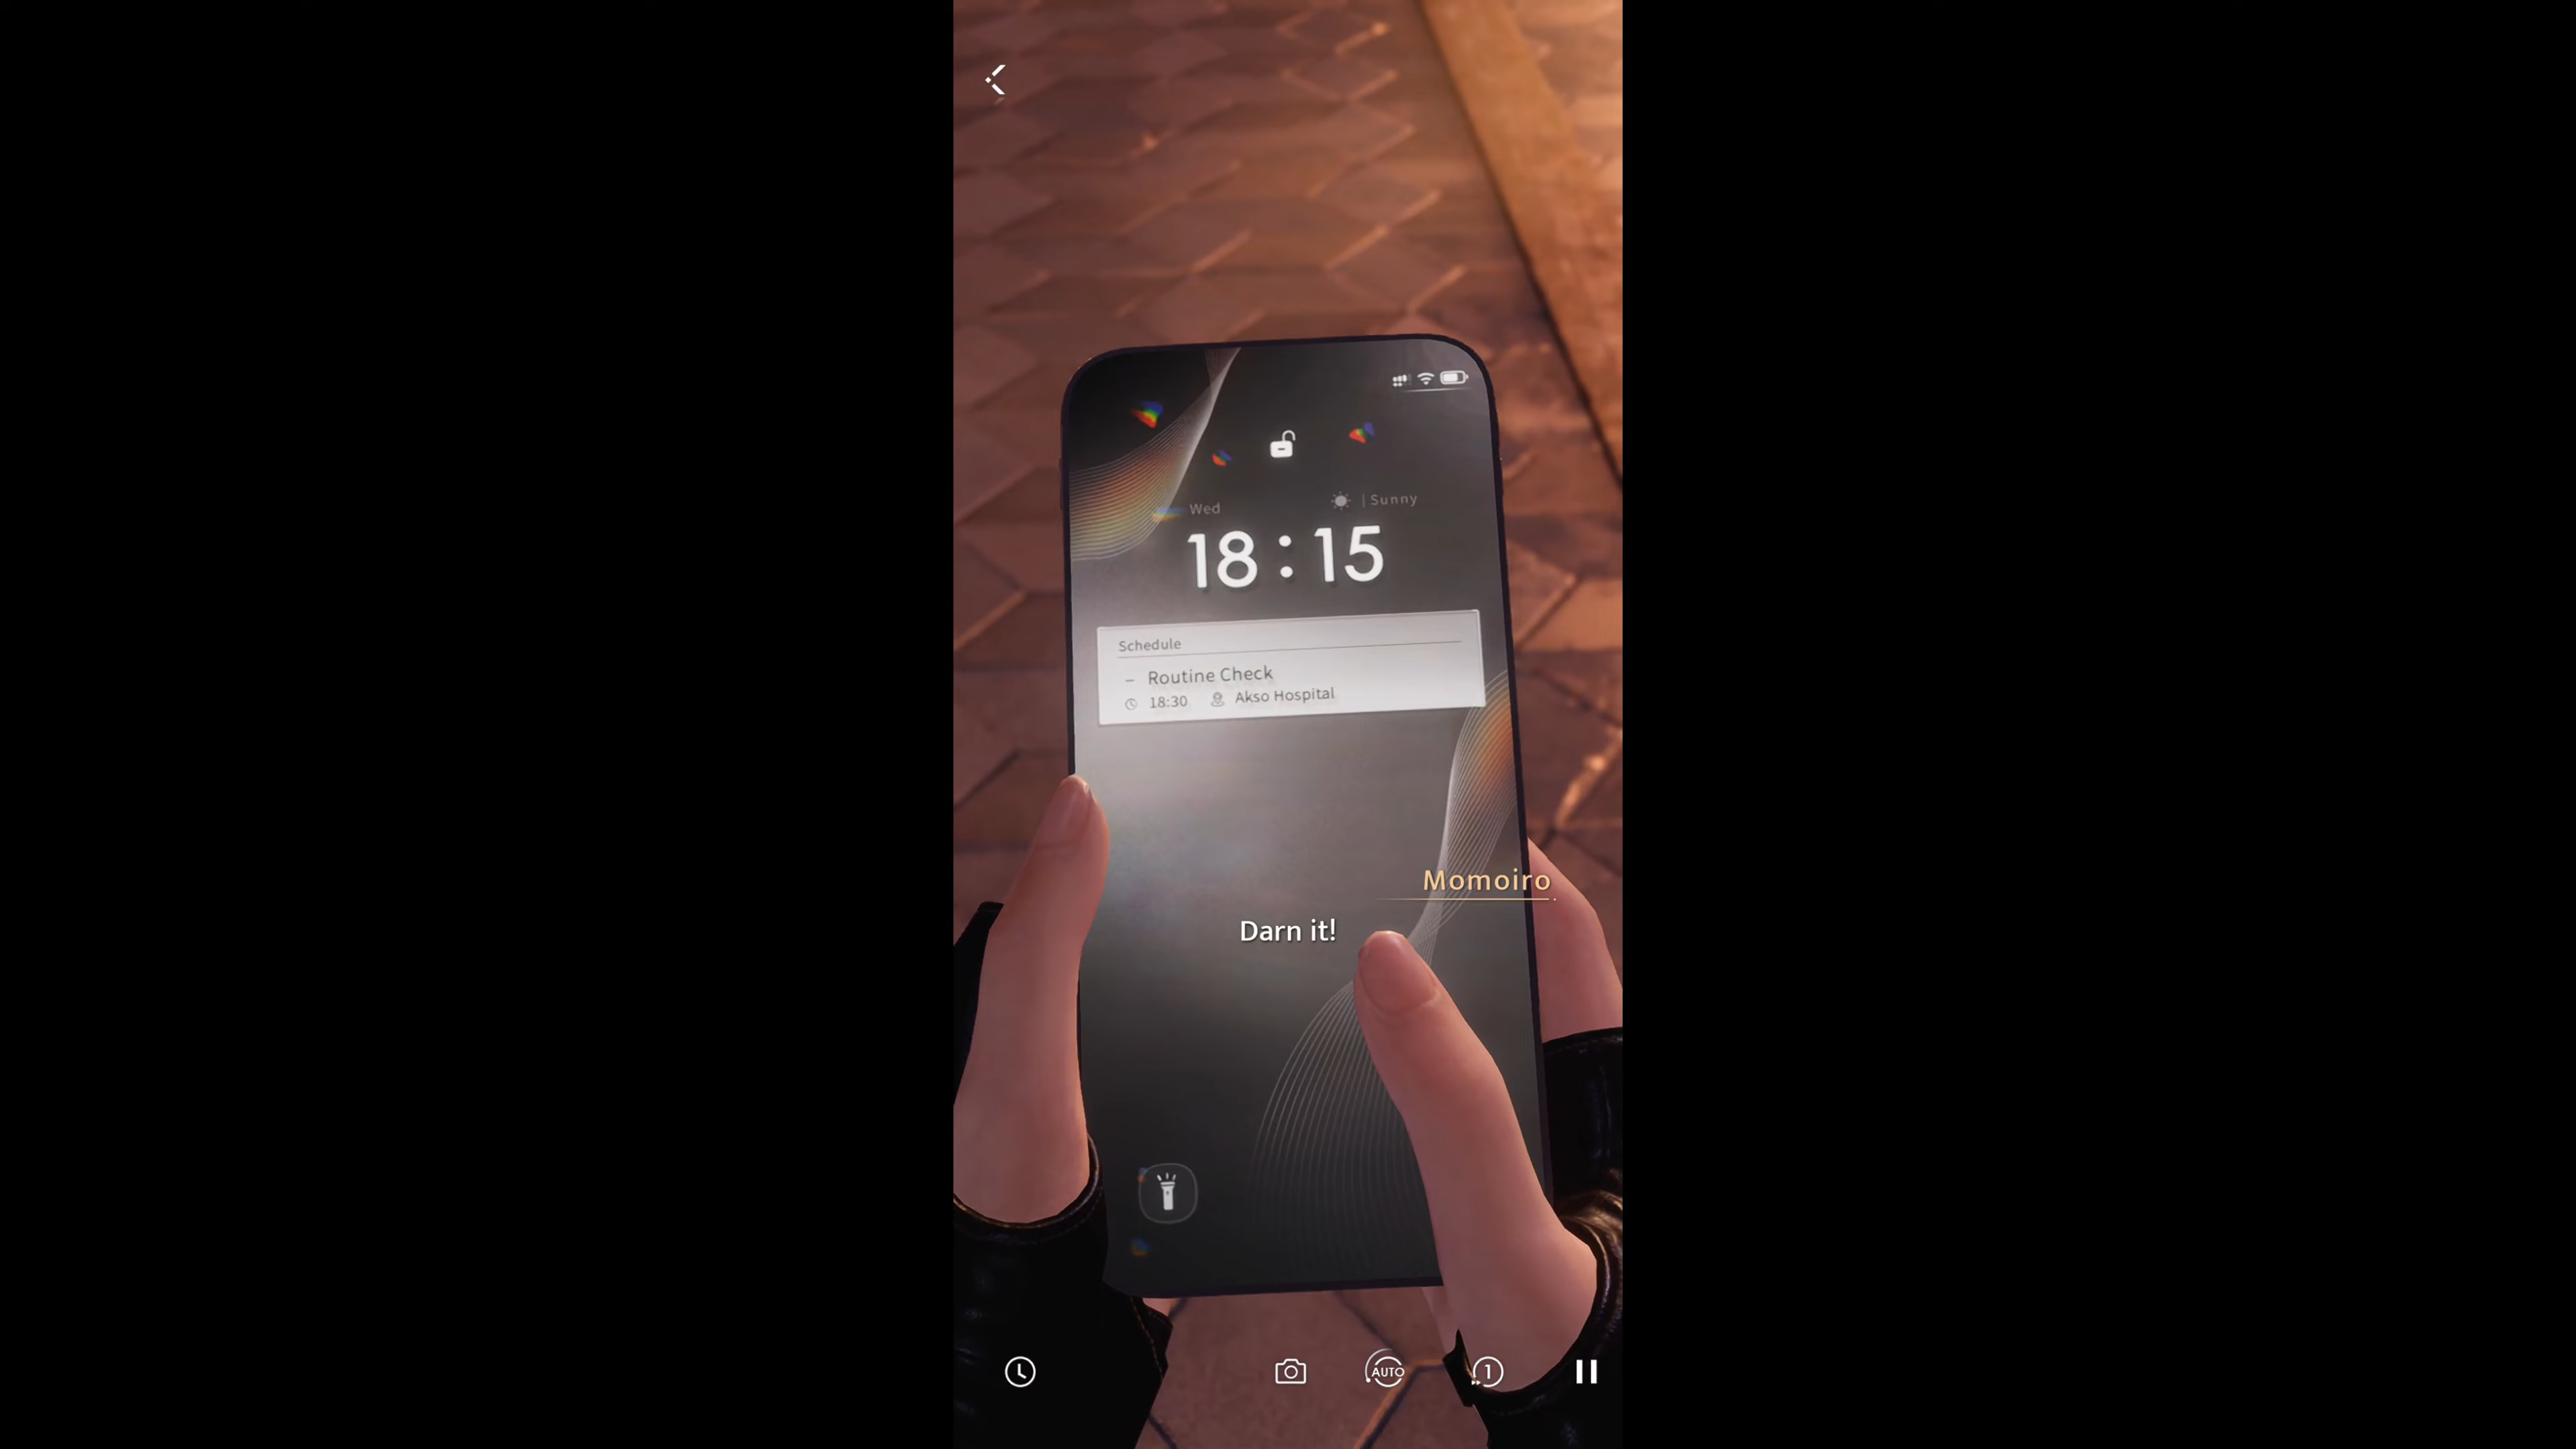 Wed
| Sunny
18:15
Schedule
– Routine Check
18:30 Akso Hospital
Momoiro
Darn it!
AUTO
1